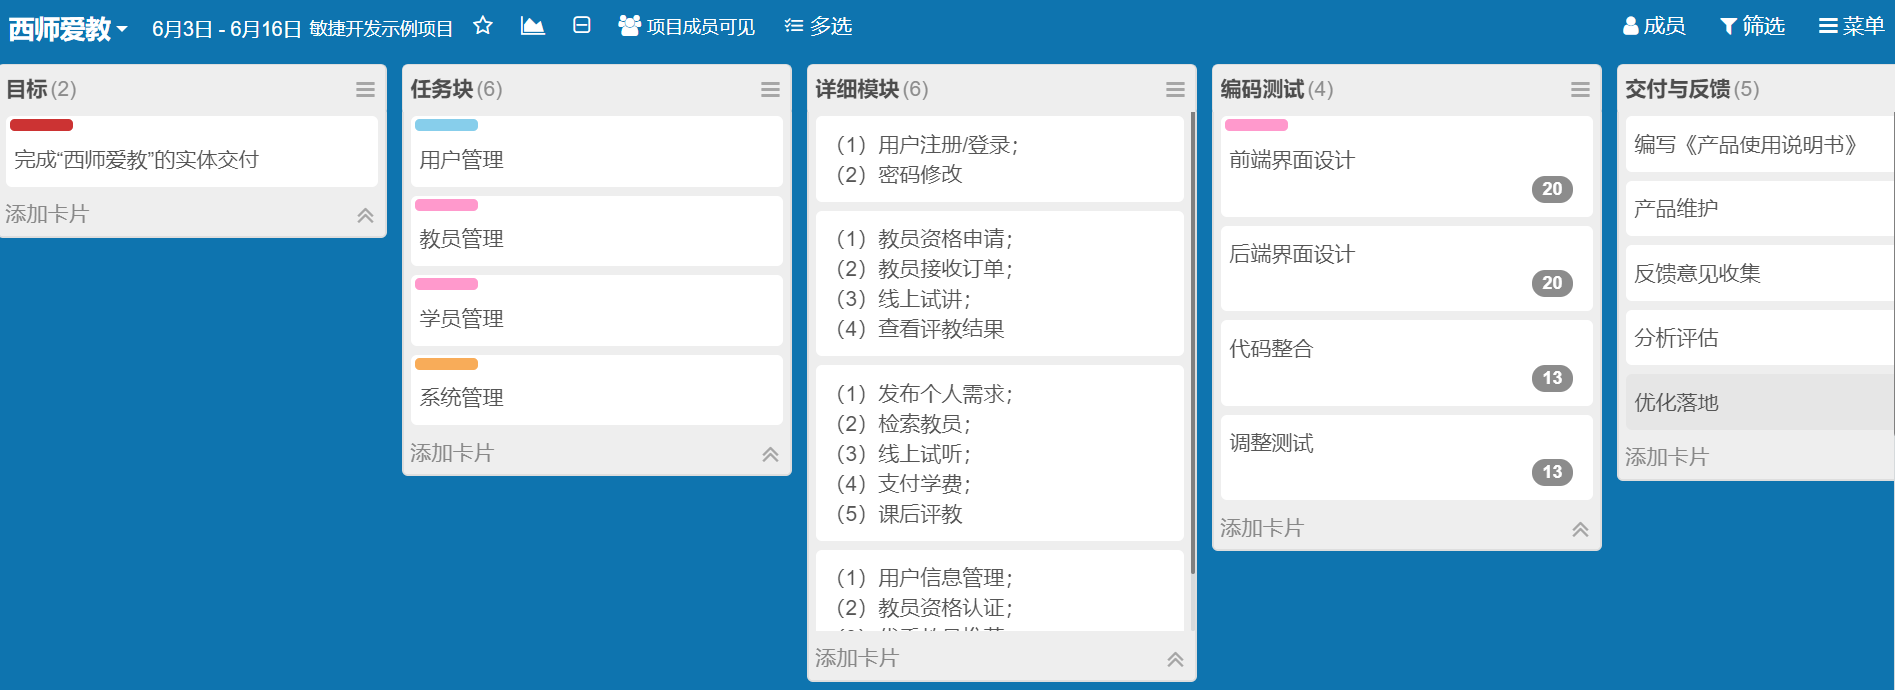 西师爱教
6月3日 - 6月16日 敏捷开发示例项目
项目成员可见
多选
成员
筛选
菜单
目标(2)
完成“西师爱教”的实体交付
添加卡片
任务块(6)
用户管理
教员管理
学员管理
系统管理
添加卡片
详细模块(6)
（1）用户注册/登录；
（2）密码修改
（1）教员资格申请；
（2）教员接收订单；
（3）线上试讲；
（4）查看评教结果
（1）发布个人需求；
（2）检索教员；
（3）线上试听；
（4）支付学费；
（5）课后评教
（1）用户信息管理；
（2）教员资格认证；
添加卡片
编码测试(4)
前端界面设计
20
后端界面设计
20
代码整合
13
调整测试
13
添加卡片
交付与反馈(5)
编写《产品使用说明书》
产品维护
反馈意见收集
分析评估
优化落地
添加卡片